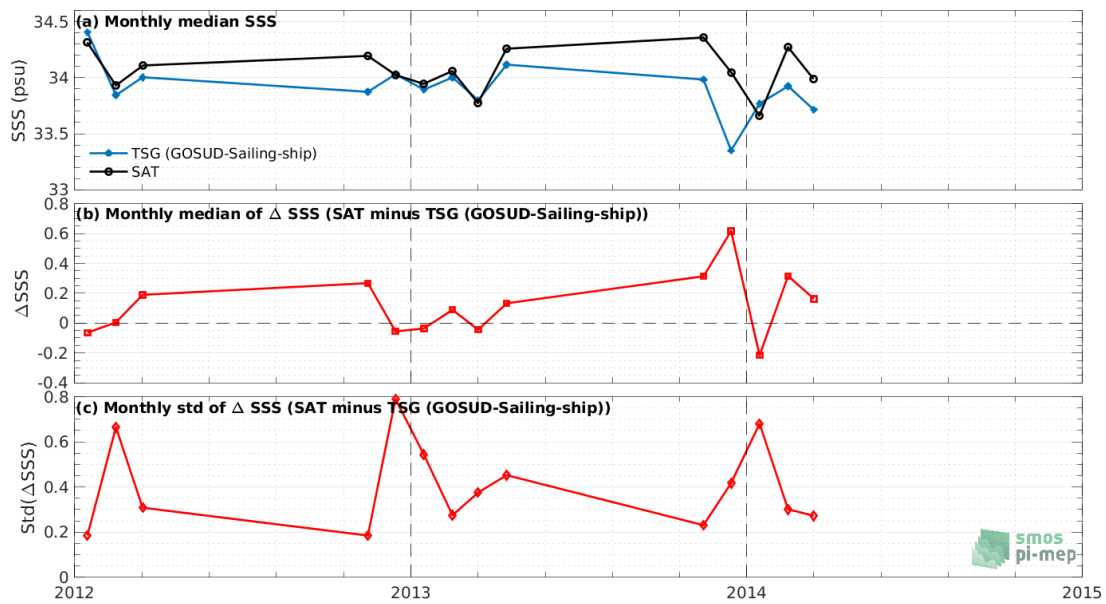 (a) Monthly median SSS
34.5
34
33.5
33
SSS (psu)
TSG (GOSUD-Sailing-ship)
SAT
(b) Monthly median of Δ SSS (SAT minus TSG (GOSUD-Sailing-ship))
0.8
0.6
0.4
0.2
0
-0.2
-0.4
ΔSSS
(c) Monthly std of Δ SSS (SAT minus TSG (GOSUD-Sailing-ship))
0.8
0.6
0.4
0.2
0
Std(ΔSSS)
smos
pi-mep
2012
2013
2014
2015